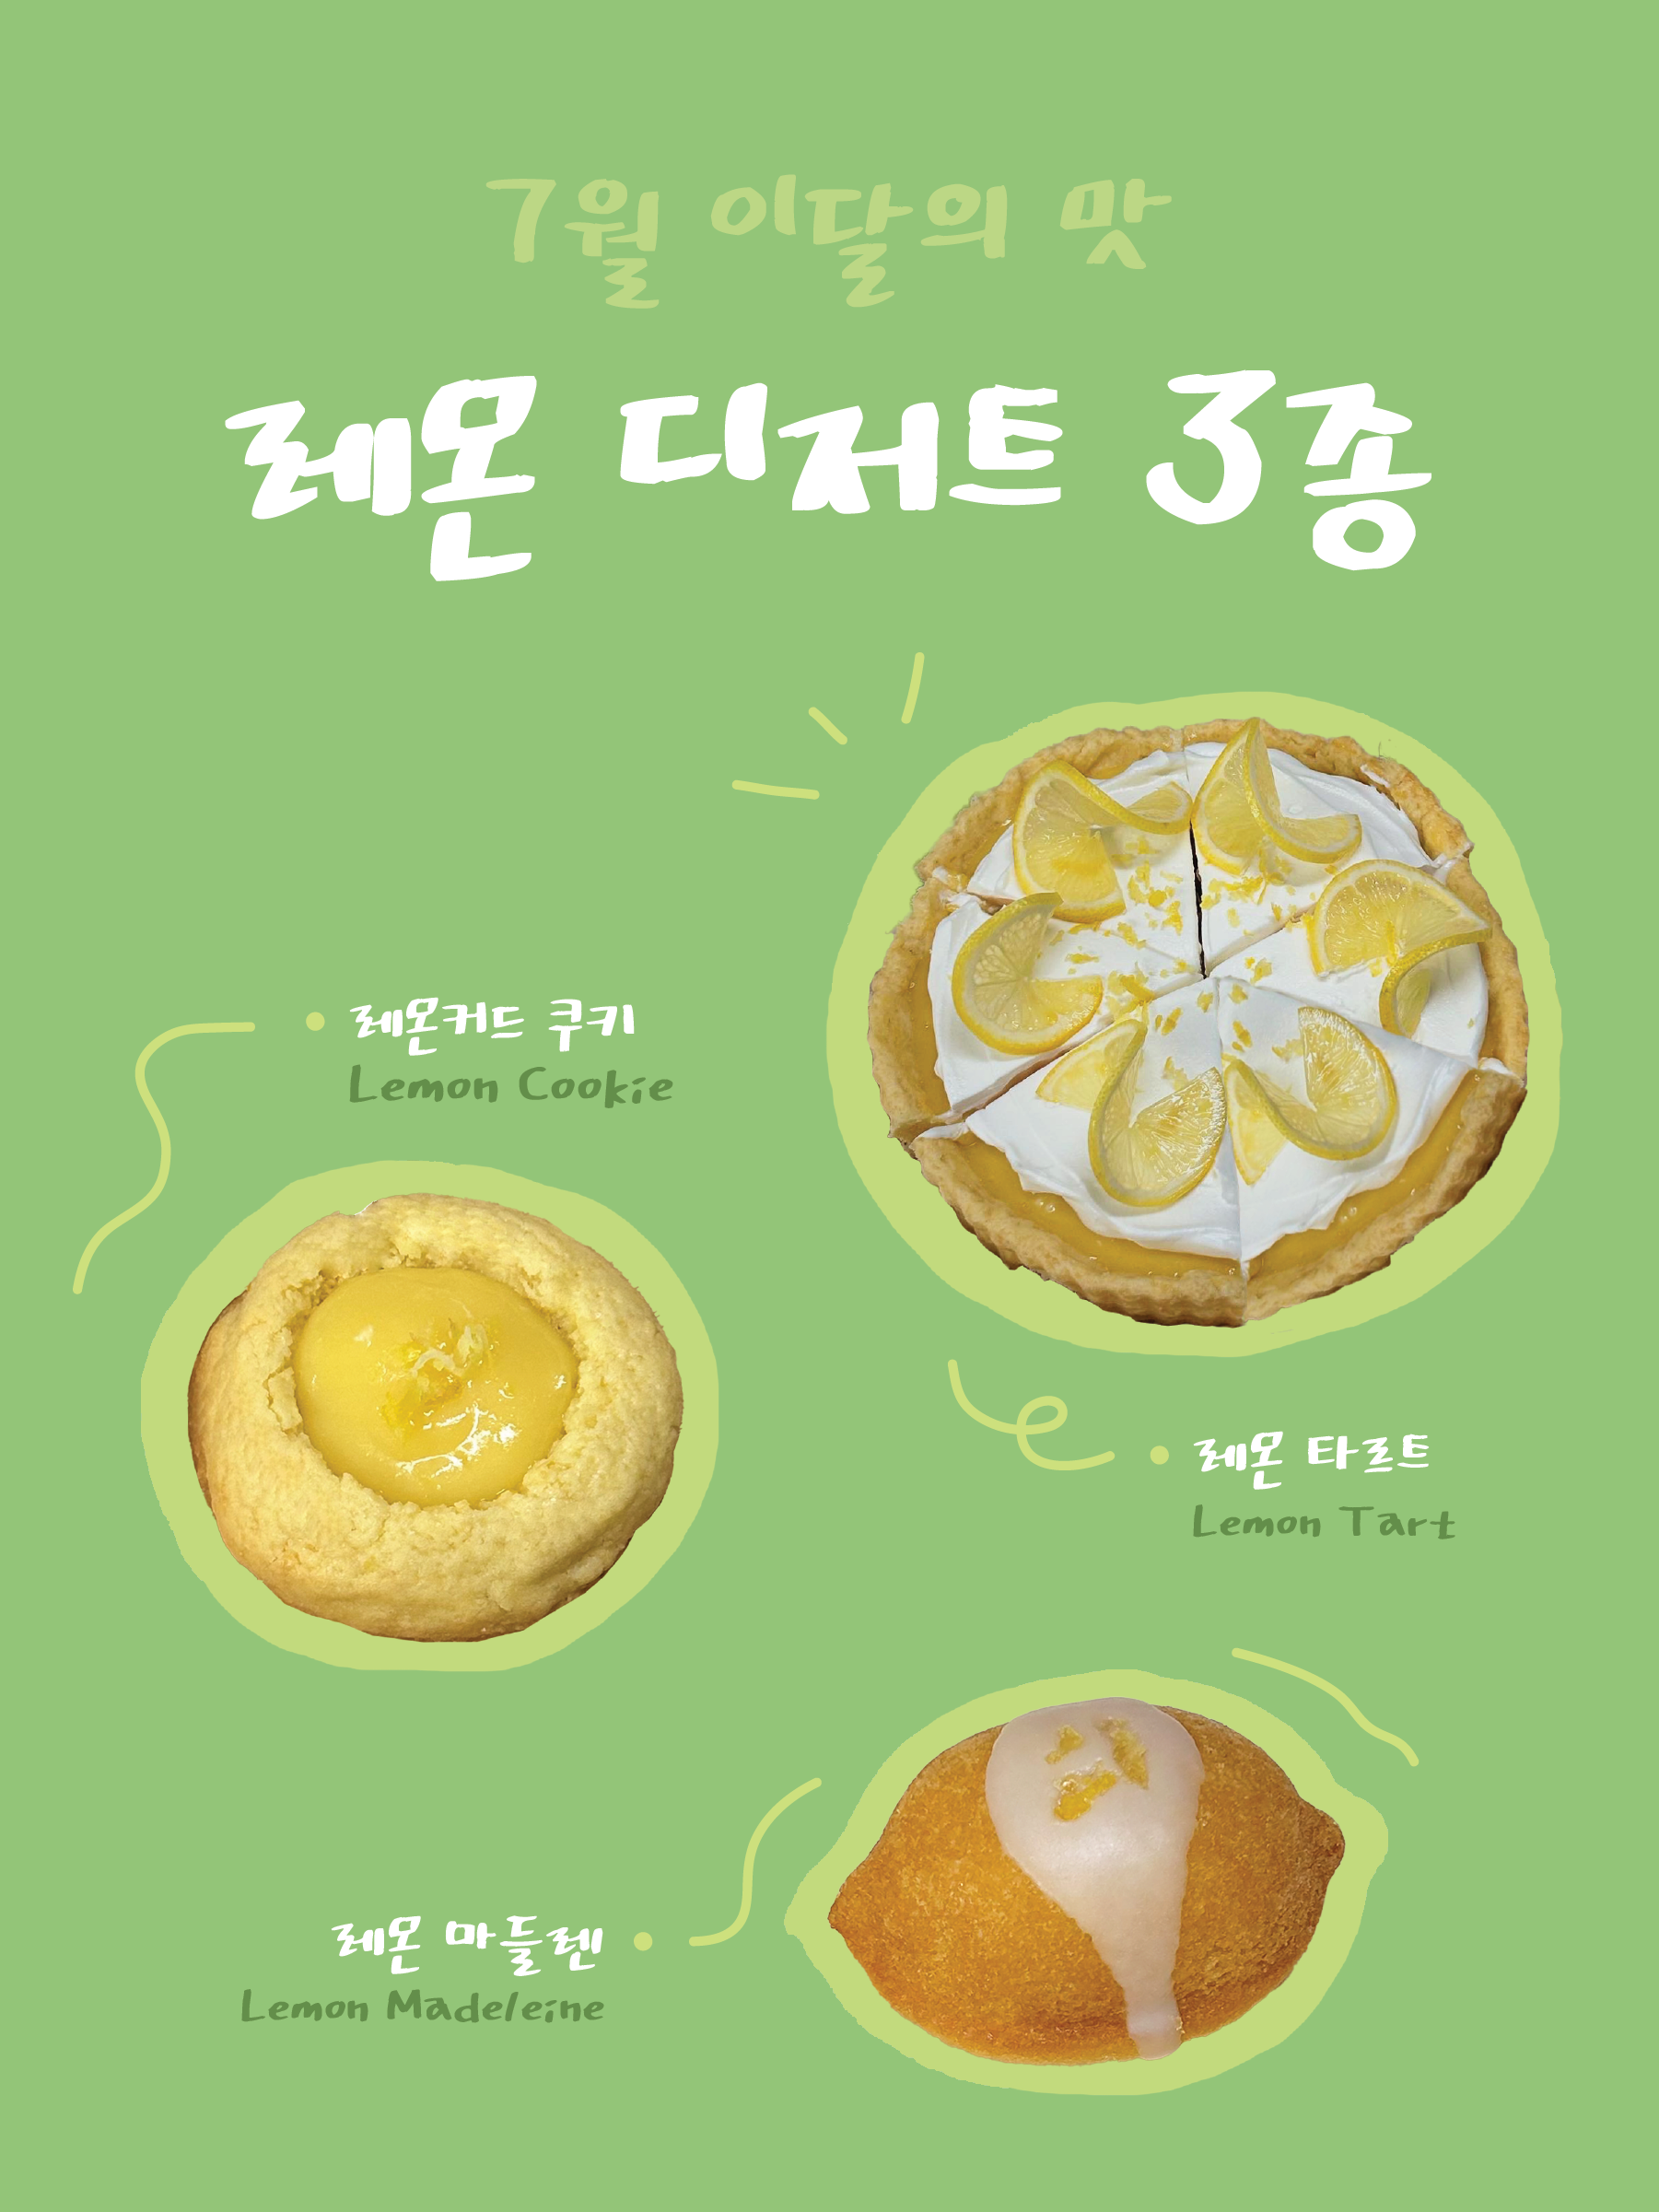 7월 이달의 맛
레몬 디저트 3종
레몬커드 쿠키
Lemon Cookie
레몬 타르트
Lemon Tart
레몬 마들렌
Lemon Madeleine